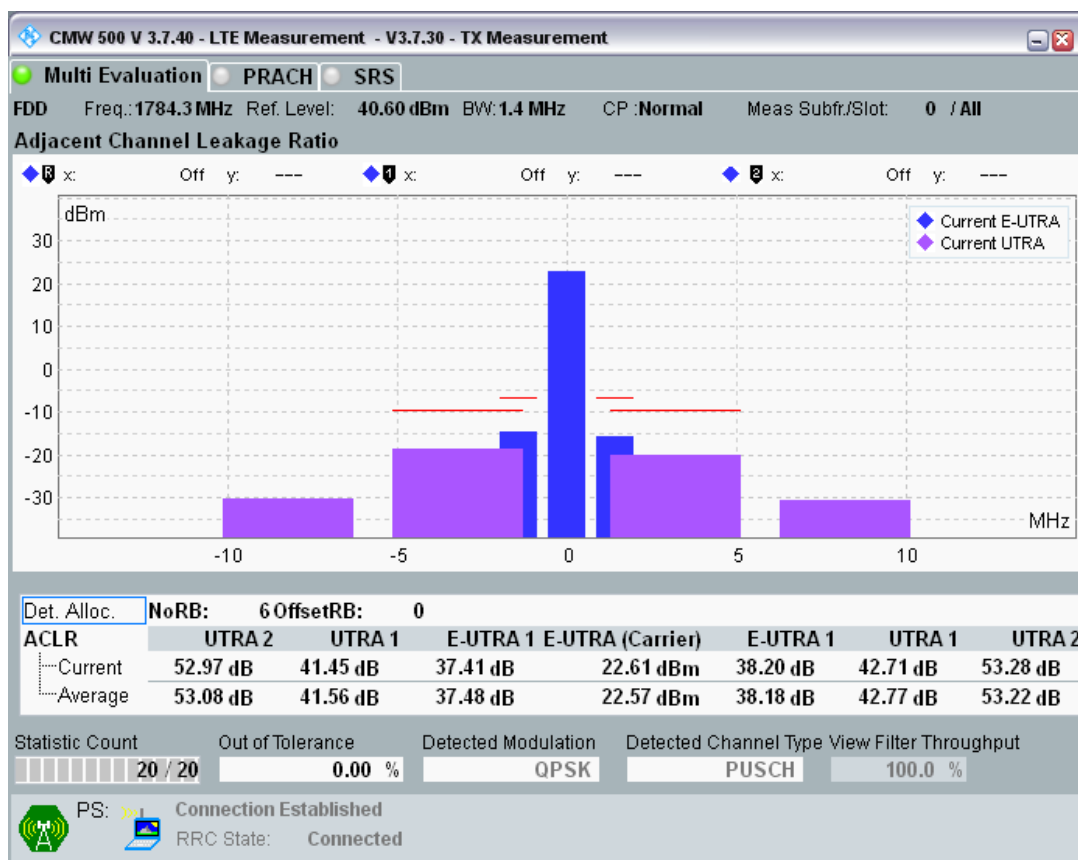 CMW 500 V 3.7.40 - LTE Measurement - V3.7.30 - TX Measurement
Multi Evaluation PRACH SRS
FDD Freq.: 1784.3 MHz Ref. Level: 40.60 dBm BW: 1.4 MHz CP : Normal Meas Subfr./Slot: 0 / All
Adjacent Channel Leakage Ratio
R x: Off y: --- 1 x: Off y: --- 2 x: Off y: ---
dBm
Current E-UTRA
Current UTRA
30
20
10
0
-10
-20
-30
MHz
-10 -5 0 5 10
Det. Alloc. NoRB: 6 OffsetRB: 0
ACLR UTRA 2 UTRA 1 E-UTRA 1 E-UTRA (Carrier) E-UTRA 1 UTRA 1 UTRA 2
Current 52.97 dB 41.45 dB 37.41 dB 22.61 dBm 38.20 dB 42.71 dB 53.28 dB
Average 53.08 dB 41.56 dB 37.48 dB 22.57 dBm 38.18 dB 42.77 dB 53.22 dB
Statistic Count Out of Tolerance Detected Modulation Detected Channel Type View Filter Throughput
20 / 20 0.00 % QPSK PUSCH 100.0 %
PS: Connection Established
RRC State: Connected